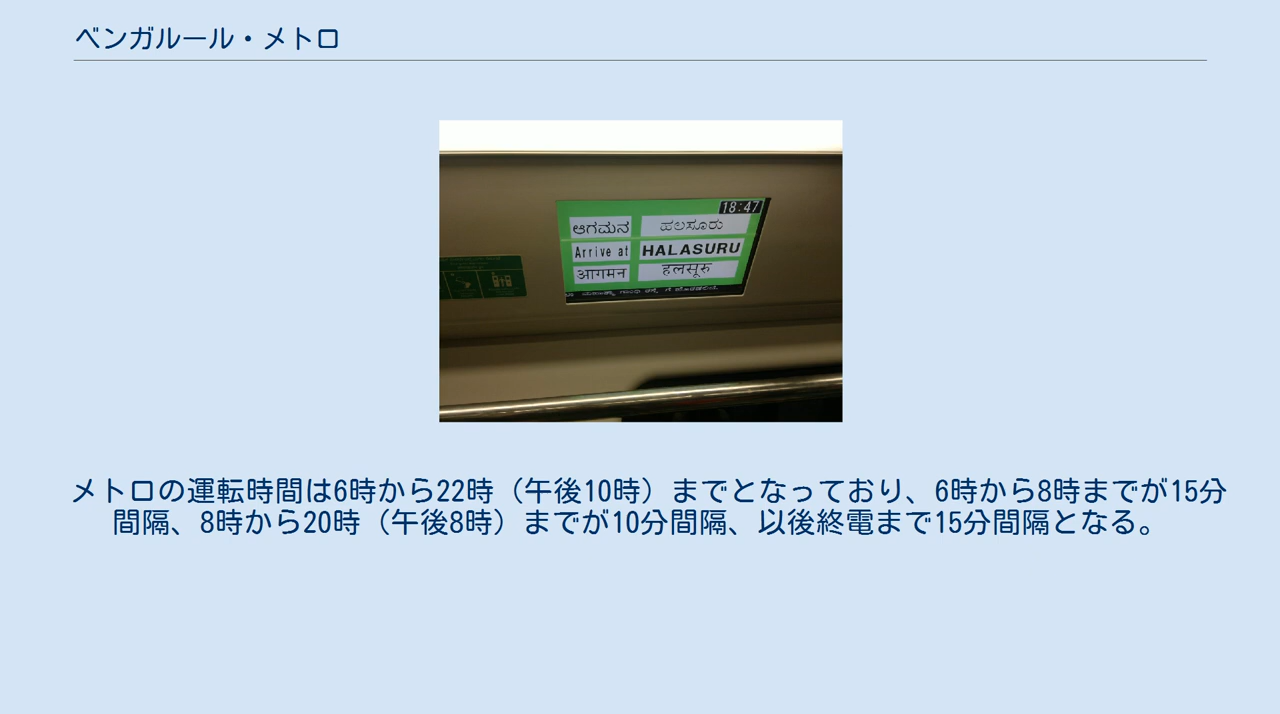 ベンガルール・メトロ
18:47
ಆಗಮನ ಹಲಸೂರು
Arrive at HALASURU
आगमन हलसूरु
メトロの運転時間は6時から22時（午後10時）までとなっており、6時から8時までが15分
間隔、8時から20時（午後8時）までが10分間隔、以後終電まで15分間隔となる。